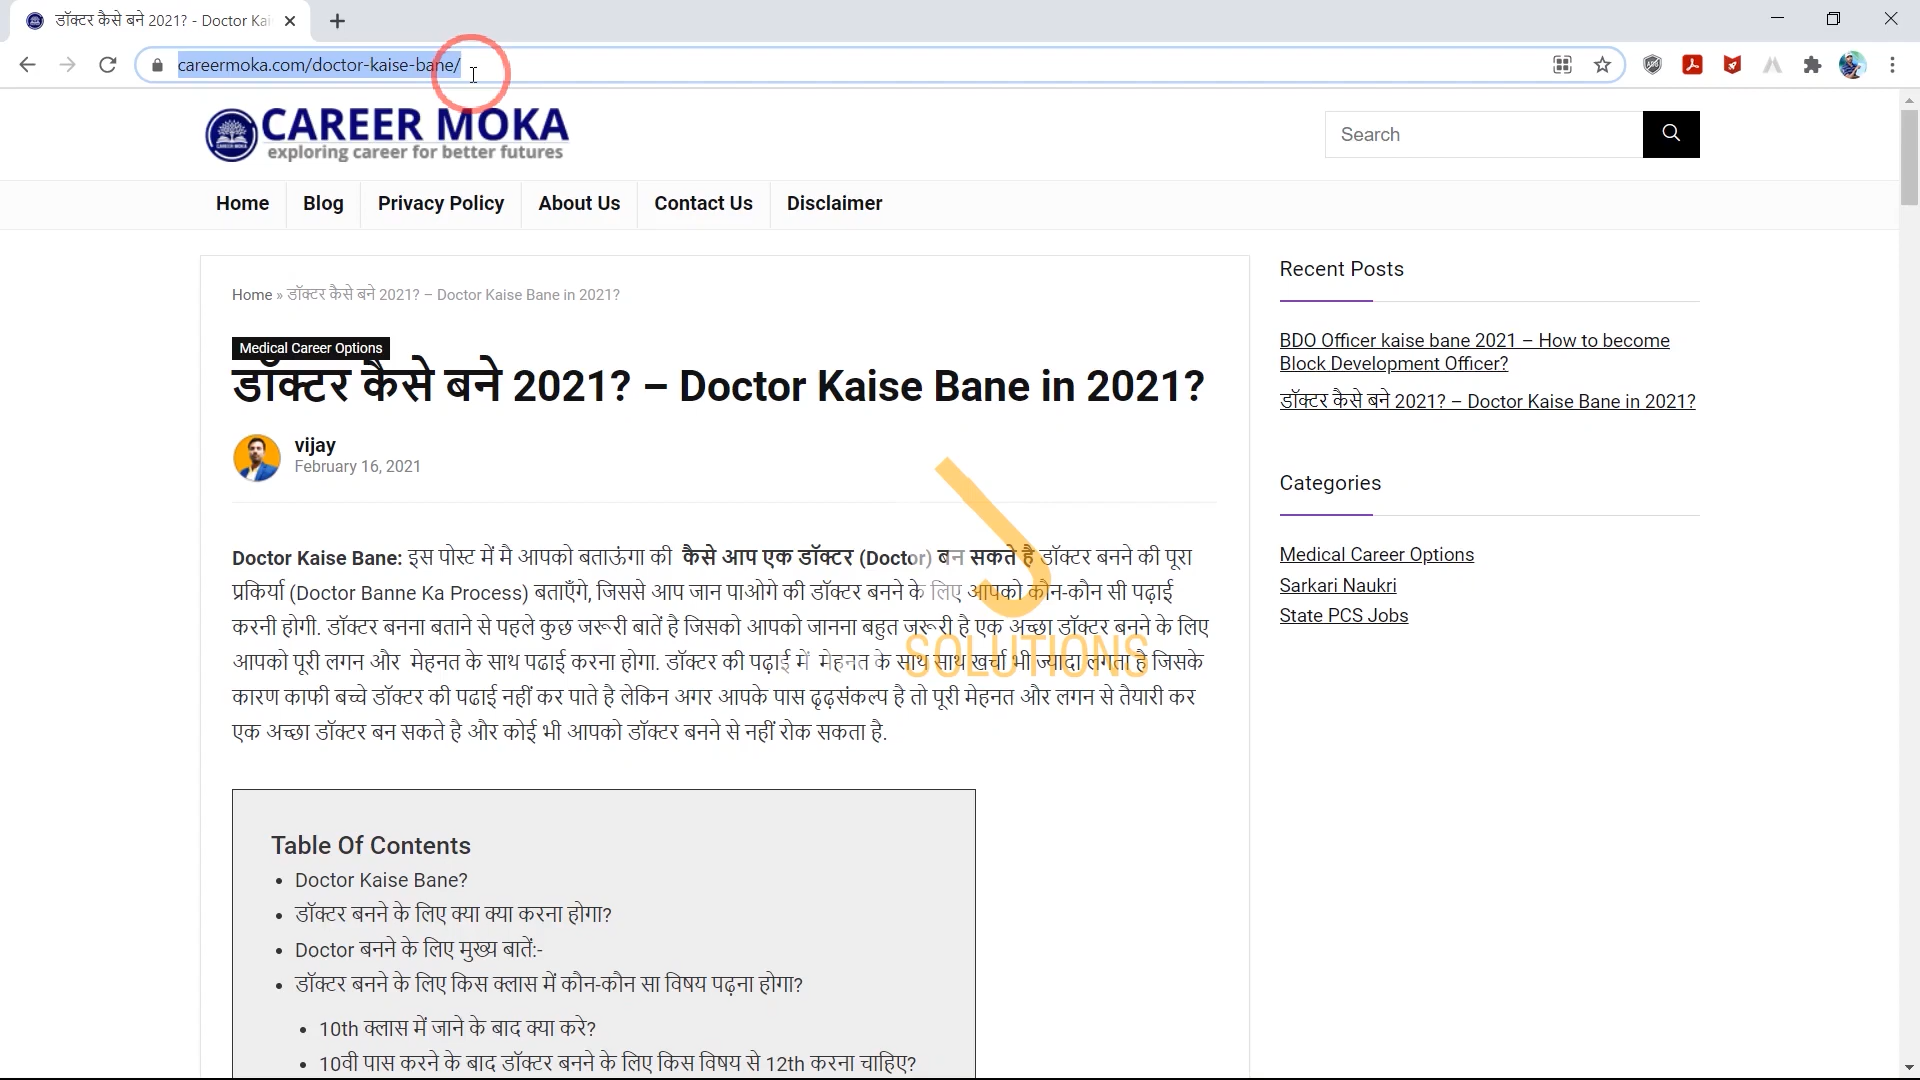 डॉक्टर कैसे बने 2021? - Doctor Kai
careermoka.com/doctor-kaise-bane/
CAREER MOKA
exploring career for better futures
Search
Home
Blog
Privacy Policy
About Us
Contact Us
Disclaimer
Home » डॉक्टर कैसे बने 2021? – Doctor Kaise Bane in 2021?
Medical Career Options
डॉक्टर कैसे बने 2021? – Doctor Kaise Bane in 2021?
vijay
February 16, 2021
Doctor Kaise Bane: इस पोस्ट में मै आपको बताऊंगा की कैसे आप एक डॉक्टर (Doctor) बन सकते है डॉक्टर बनने की पूरा
प्रकिर्या (Doctor Banne Ka Process) बताएँगे, जिससे आप जान पाओगे की डॉक्टर बनने के लिए आपको कौन-कौन सी पढ़ाई
करनी होगी. डॉक्टर बनना बताने से पहले कुछ जरूरी बातें है जिसको आपको जानना बहुत जरूरी है एक अच्छा डॉक्टर बनने के लिए
आपको पूरी लगन और मेहनत के साथ पढाई करना होगा. डॉक्टर की पढ़ाई में मेहनत के साथ साथ खर्चा भी ज्यादा लगता है जिसके
कारण काफी बच्चे डॉक्टर की पढाई नहीं कर पाते है लेकिन अगर आपके पास दृढ़संकल्प है तो पूरी मेहनत और लगन से तैयारी कर
एक अच्छा डॉक्टर बन सकते है और कोई भी आपको डॉक्टर बनने से नहीं रोक सकता है.
SOLUTIONS
Table Of Contents
Doctor Kaise Bane?
डॉक्टर बनने के लिए क्या क्या करना होगा?
Doctor बनने के लिए मुख्य बातें:-
डॉक्टर बनने के लिए किस क्लास में कौन-कौन सा विषय पढ़ना होगा?
10th क्लास में जाने के बाद क्या करे?
10वी पास करने के बाद डॉक्टर बनने के लिए किस विषय से 12th करना चाहिए?
Recent Posts
BDO Officer kaise bane 2021 – How to become
Block Development Officer?
डॉक्टर कैसे बने 2021? – Doctor Kaise Bane in 2021?
Categories
Medical Career Options
Sarkari Naukri
State PCS Jobs